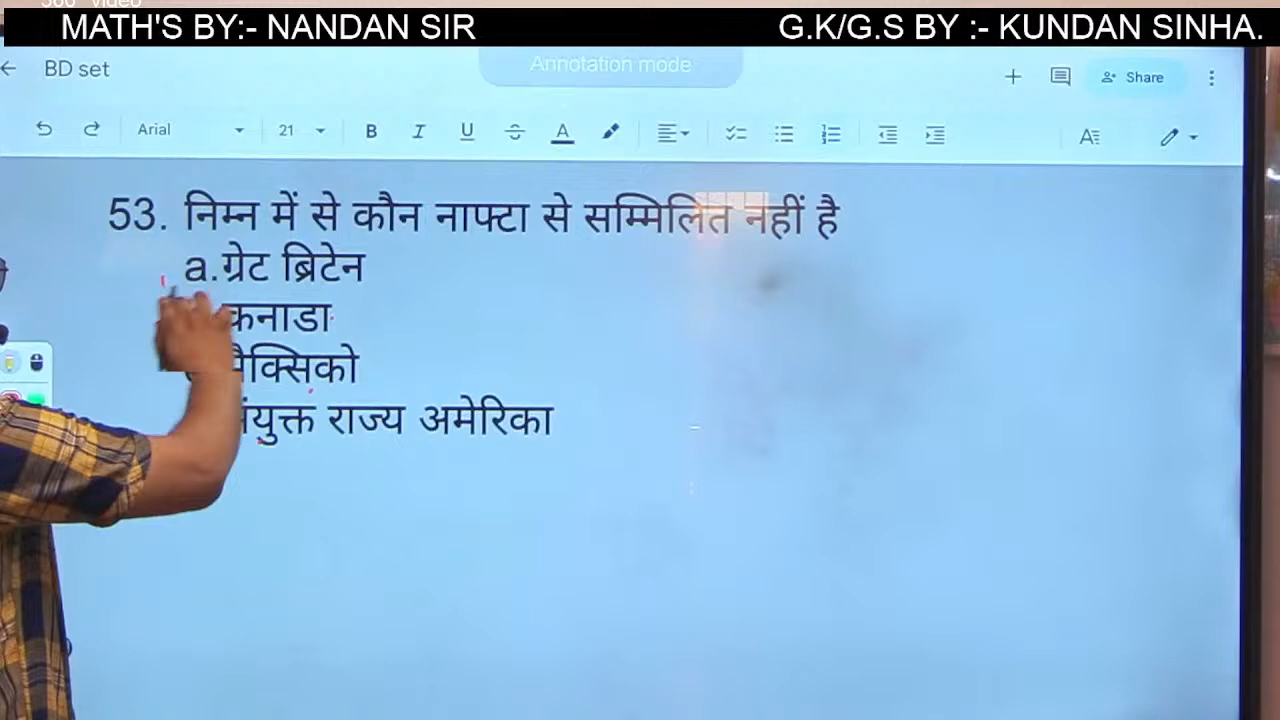 MATH'S BY:- NANDAN SIR G.K/G.S BY :- KUNDAN SINHA.
BD set Annotation mode Share
Arial 21 B I U A
53. निम्न में से कौन नाफ्टा से सम्मिलित नहीं है
a.ग्रेट ब्रिटेन
कनाडा
मैक्सिको
संयुक्त राज्य अमेरिका